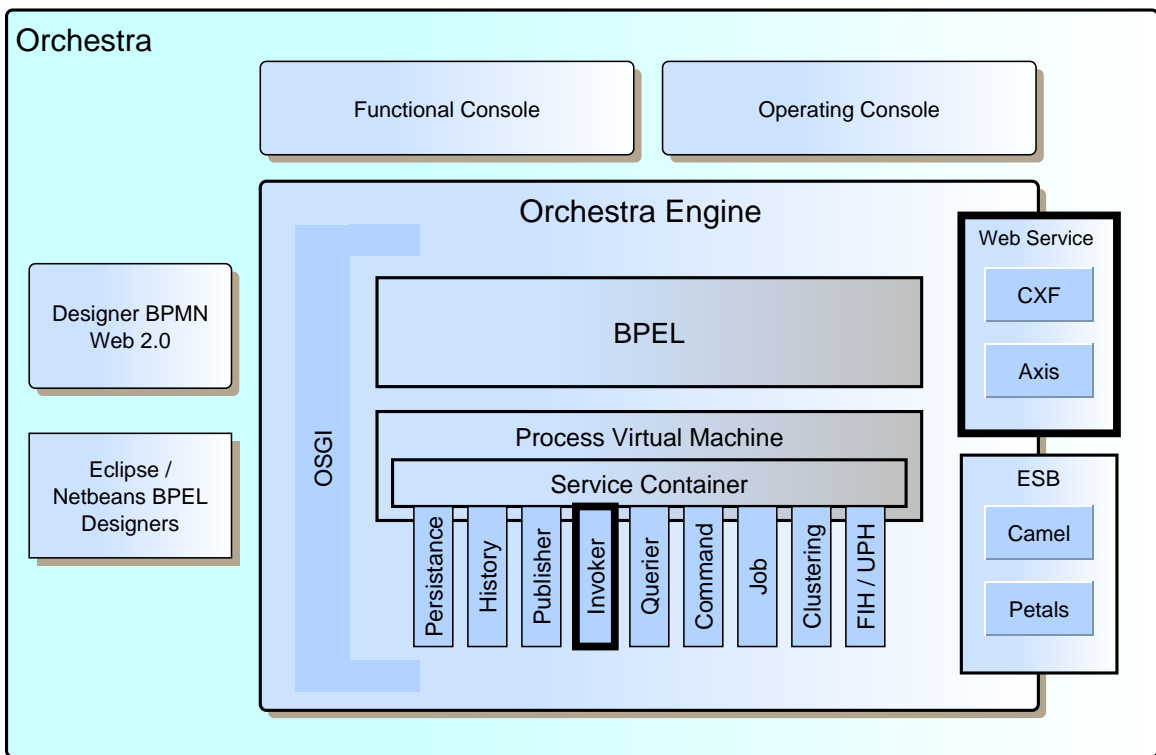 Orchestra
Functional Console
Operating Console
Orchestra Engine
Web Service
CXF
Axis
Designer BPMN
Web 2.0
BPEL
OSGI
Process Virtual Machine
Service Container
Eclipse /
Netbeans BPEL
Designers
ESB
Camel
Petals
Persistance
History
Publisher
Invoker
Querier
Command
Job
Clustering
FIH / UPH